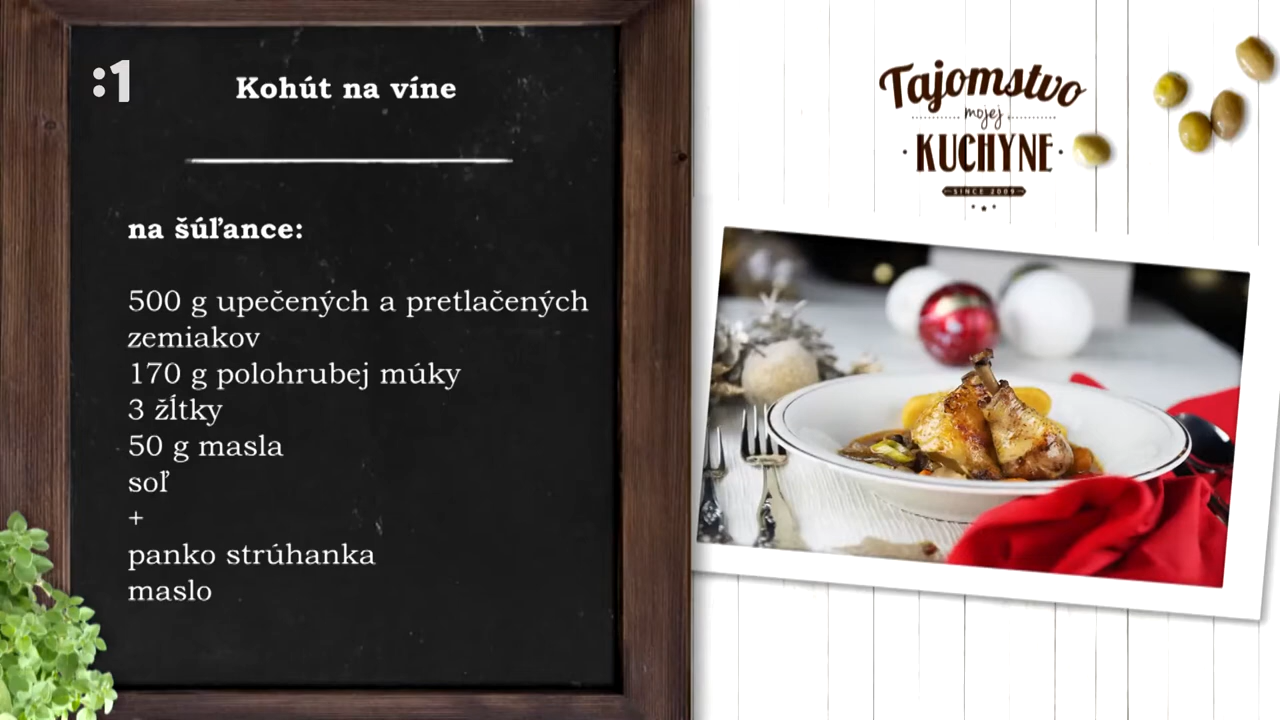 :1
Kohút na víne
na šúľance:
500 g upečených a pretlačených
zemiakov
170 g polohrubej múky
3 žĺtky
50 g masla
soľ
+
panko strúhanka
maslo
Tajomstvo
mojej
KUCHYNE
SINCE 2009